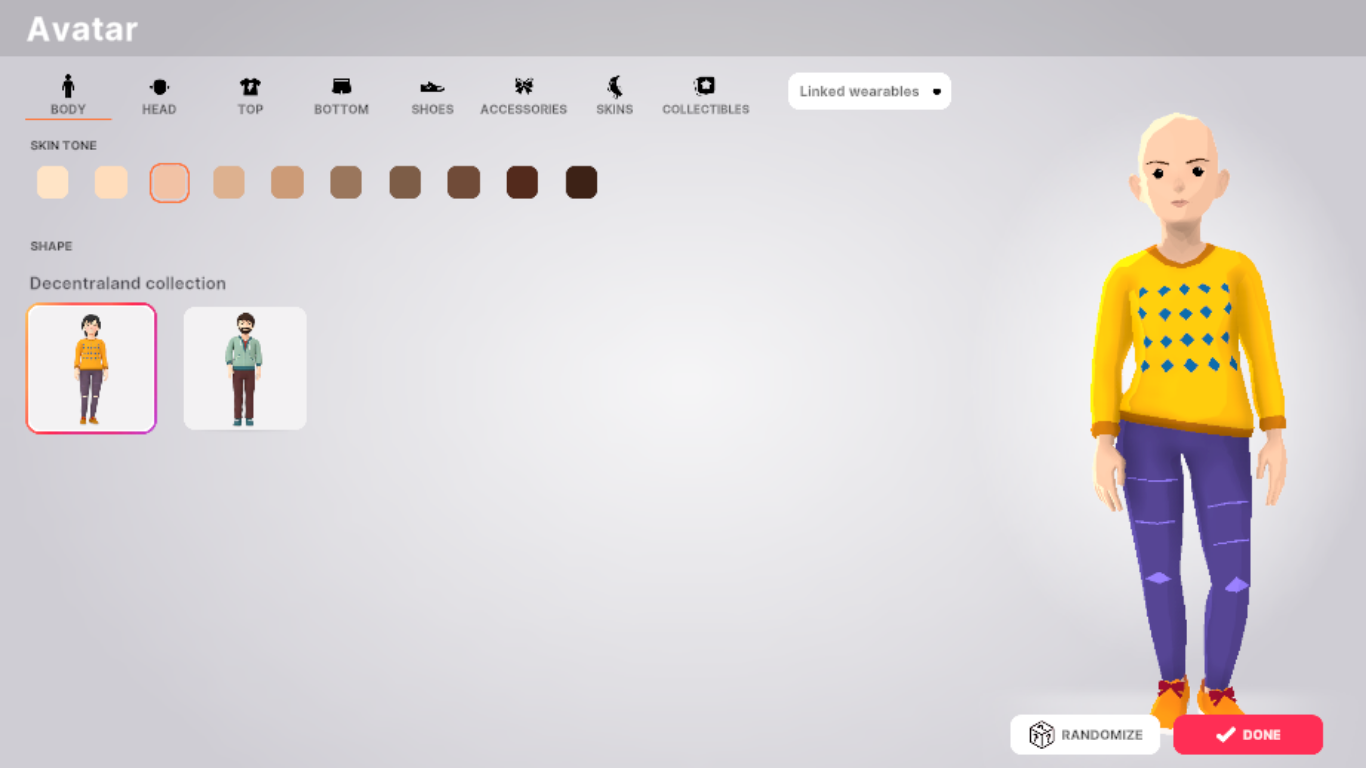 Avatar
BODY
HEAD
TOP
BOTTOM
SHOES
ACCESSORIES
SKINS
COLLECTIBLES
Linked wearables
SKIN TONE
SHAPE
Decentraland collection
RANDOMIZE
DONE